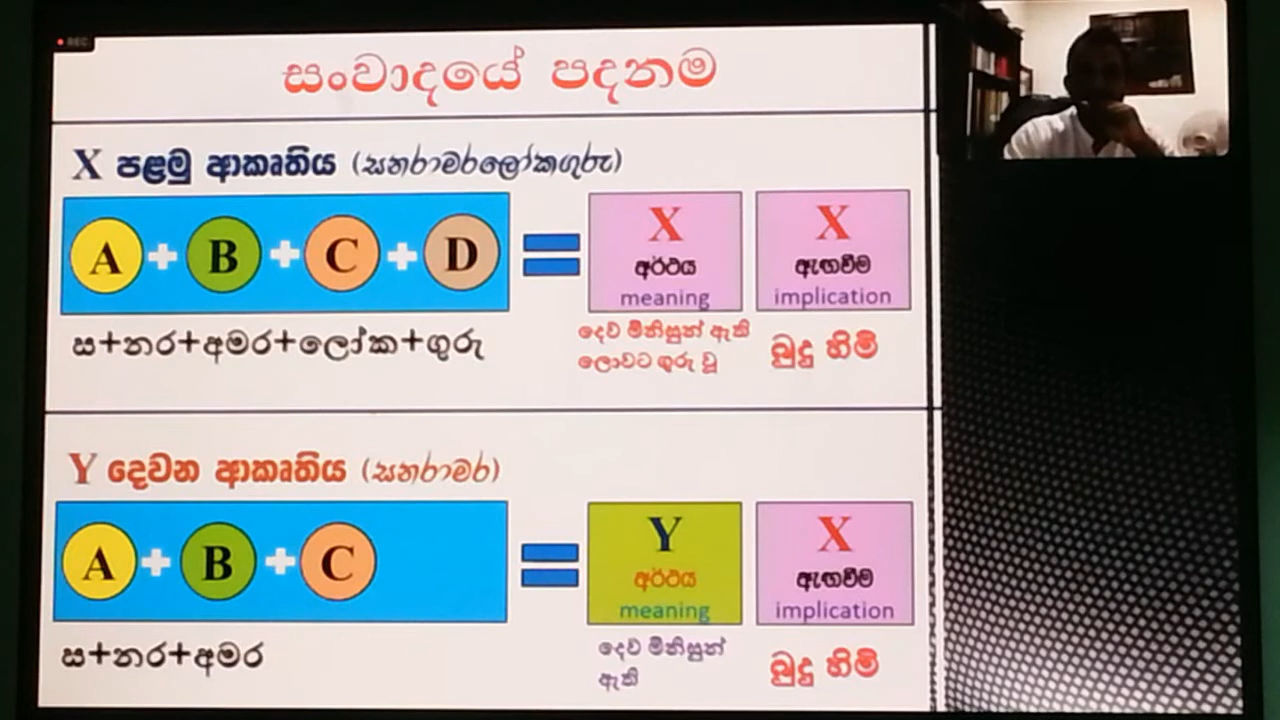 REC
සංවාදයේ පදනම
X පළමු ආකෘතිය (සනරාමරලෝකගුරු)
A + B + C + D = X අර්ථය meaning X ඇඟවීම implication
ස+නර+අමර+ලෝක+ගුරු
දෙව් මිනිසුන් ඇති
ලොවට ගුරු වූ
බුදු හිමි
Y දෙවන ආකෘතිය (සනරාමර)
A + B + C = Y අර්ථය meaning X ඇඟවීම implication
ස+නර+අමර
දෙව් මිනිසුන්
ඇති
බුදු හිමි